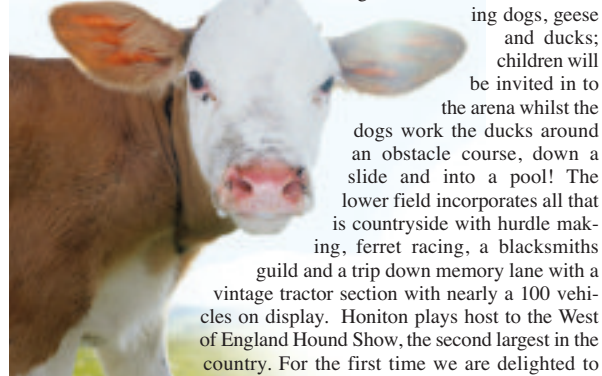 ing dogs, geese
and ducks;
children will
be invited in to
the arena whilst the
dogs work the ducks around
an obstacle course, down a
slide and into a pool! The
lower field incorporates all that
is countryside with hurdle mak-
ing, ferret racing, a blacksmiths
guild and a trip down memory lane with a
vintage tractor section with nearly a 100 vehi-
cles on display. Honiton plays host to the West
of England Hound Show, the second largest in the
country. For the first time we are delighted to